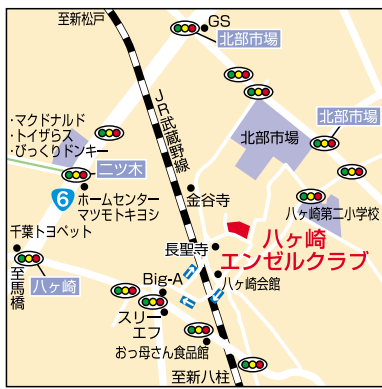 至新松戸
GS
北部市場
JR武蔵野線
・マクドナルド
・トイザらス
・びっくりドンキー
北部市場
北部市場
二ツ木
6
ホームセンター
マツモトキヨシ
金谷寺
八ヶ崎第二小学校
千葉トヨペット
長聖寺
八ヶ崎
エンゼルクラブ
至馬橋
八ヶ崎
Big-A
八ヶ崎会館
スリー
エフ
おっ母さん食品館
至新八柱